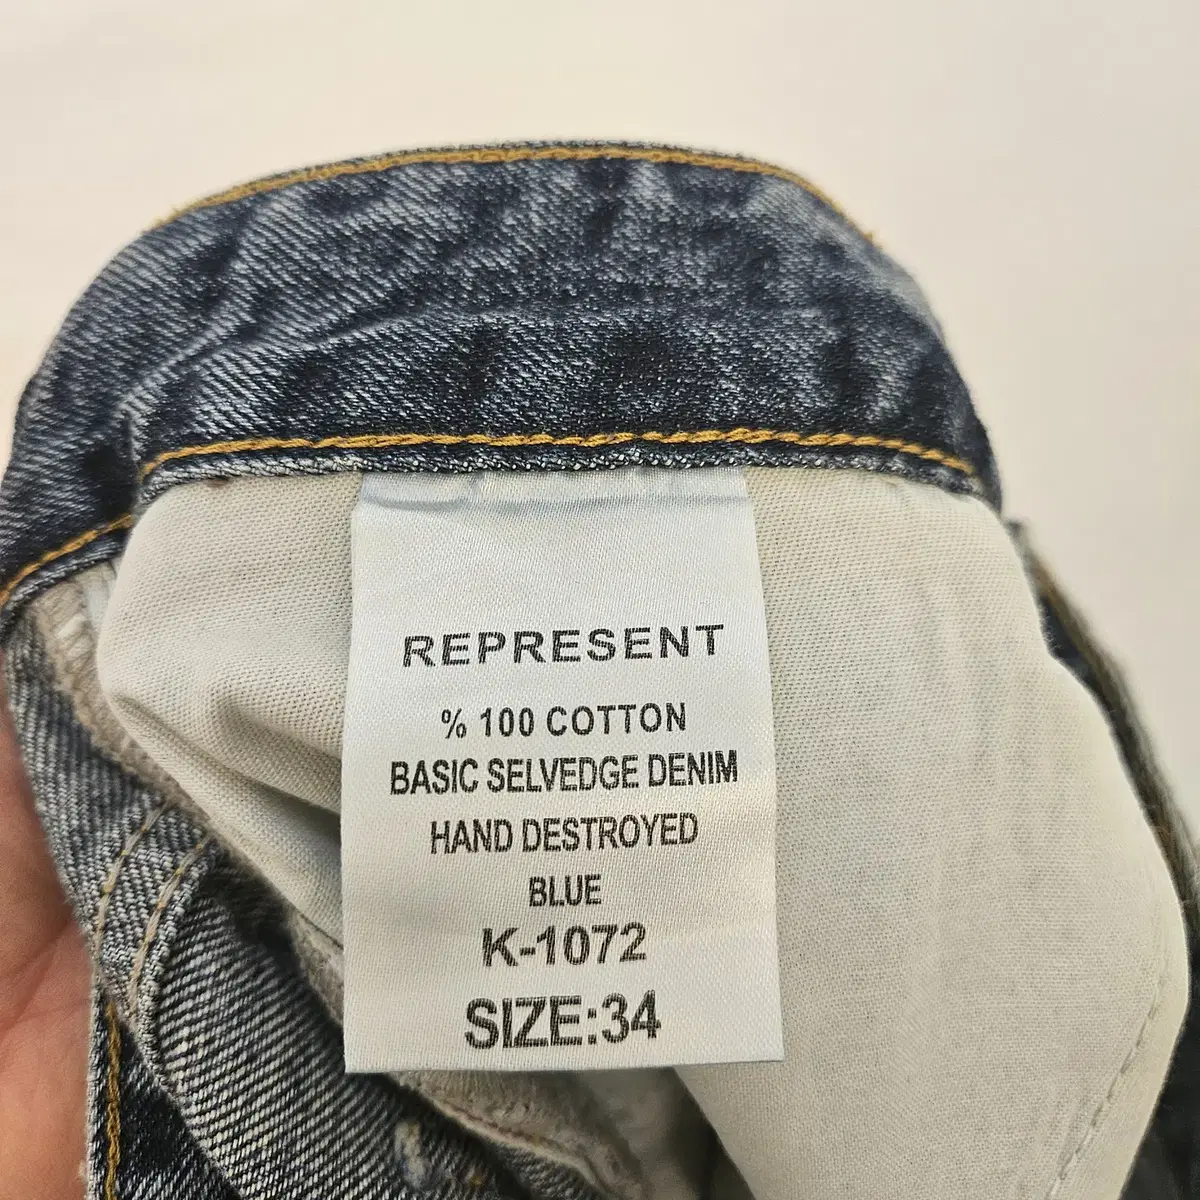 REPRESENT
% 100 COTTON
BASIC SELVEDGE DENIM
HAND DESTROYED
BLUE
K-1072
SIZE:34